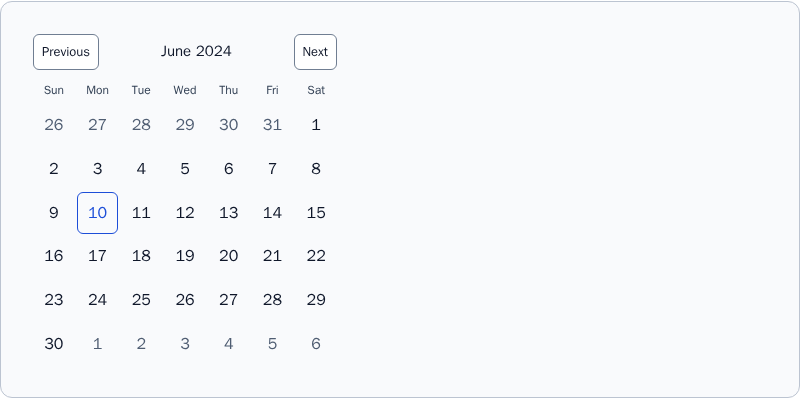 Previous June 2024 Next
Sun Mon Tue Wed Thu Fri Sat
26 27 28 29 30 31 1
2 3 4 5 6 7 8
9 10 11 12 13 14 15
16 17 18 19 20 21 22
23 24 25 26 27 28 29
30 1 2 3 4 5 6